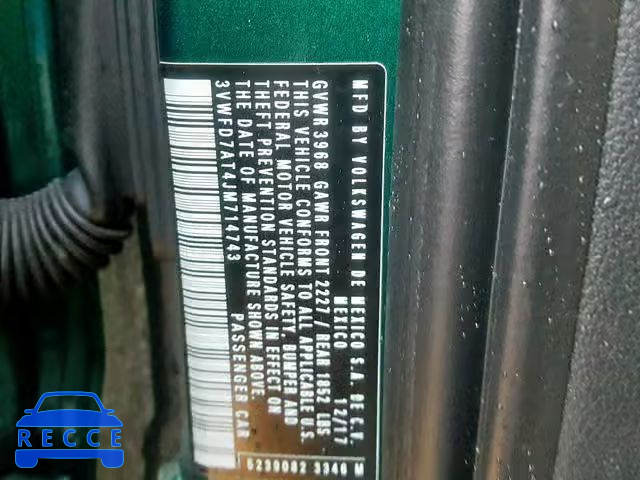 MFD BY VOLKSWAGEN DE MEXICO S.A. DE C.V.
MEXICO 12/17
GVWR 3968 GAWR FRONT 2227/ REAR 1852 LBS
THIS VEHICLE CONFORMS TO ALL APPLICABLE U.S.
FEDERAL MOTOR VEHICLE SAFETY, BUMPER AND
THEFT PREVENTION STANDARDS IN EFFECT ON
THE DATE OF MANUFACTURE SHOWN ABOVE.
3VWFD7AT4JM714743 PASSENGER CAR
6239082 3346 M
RECCE